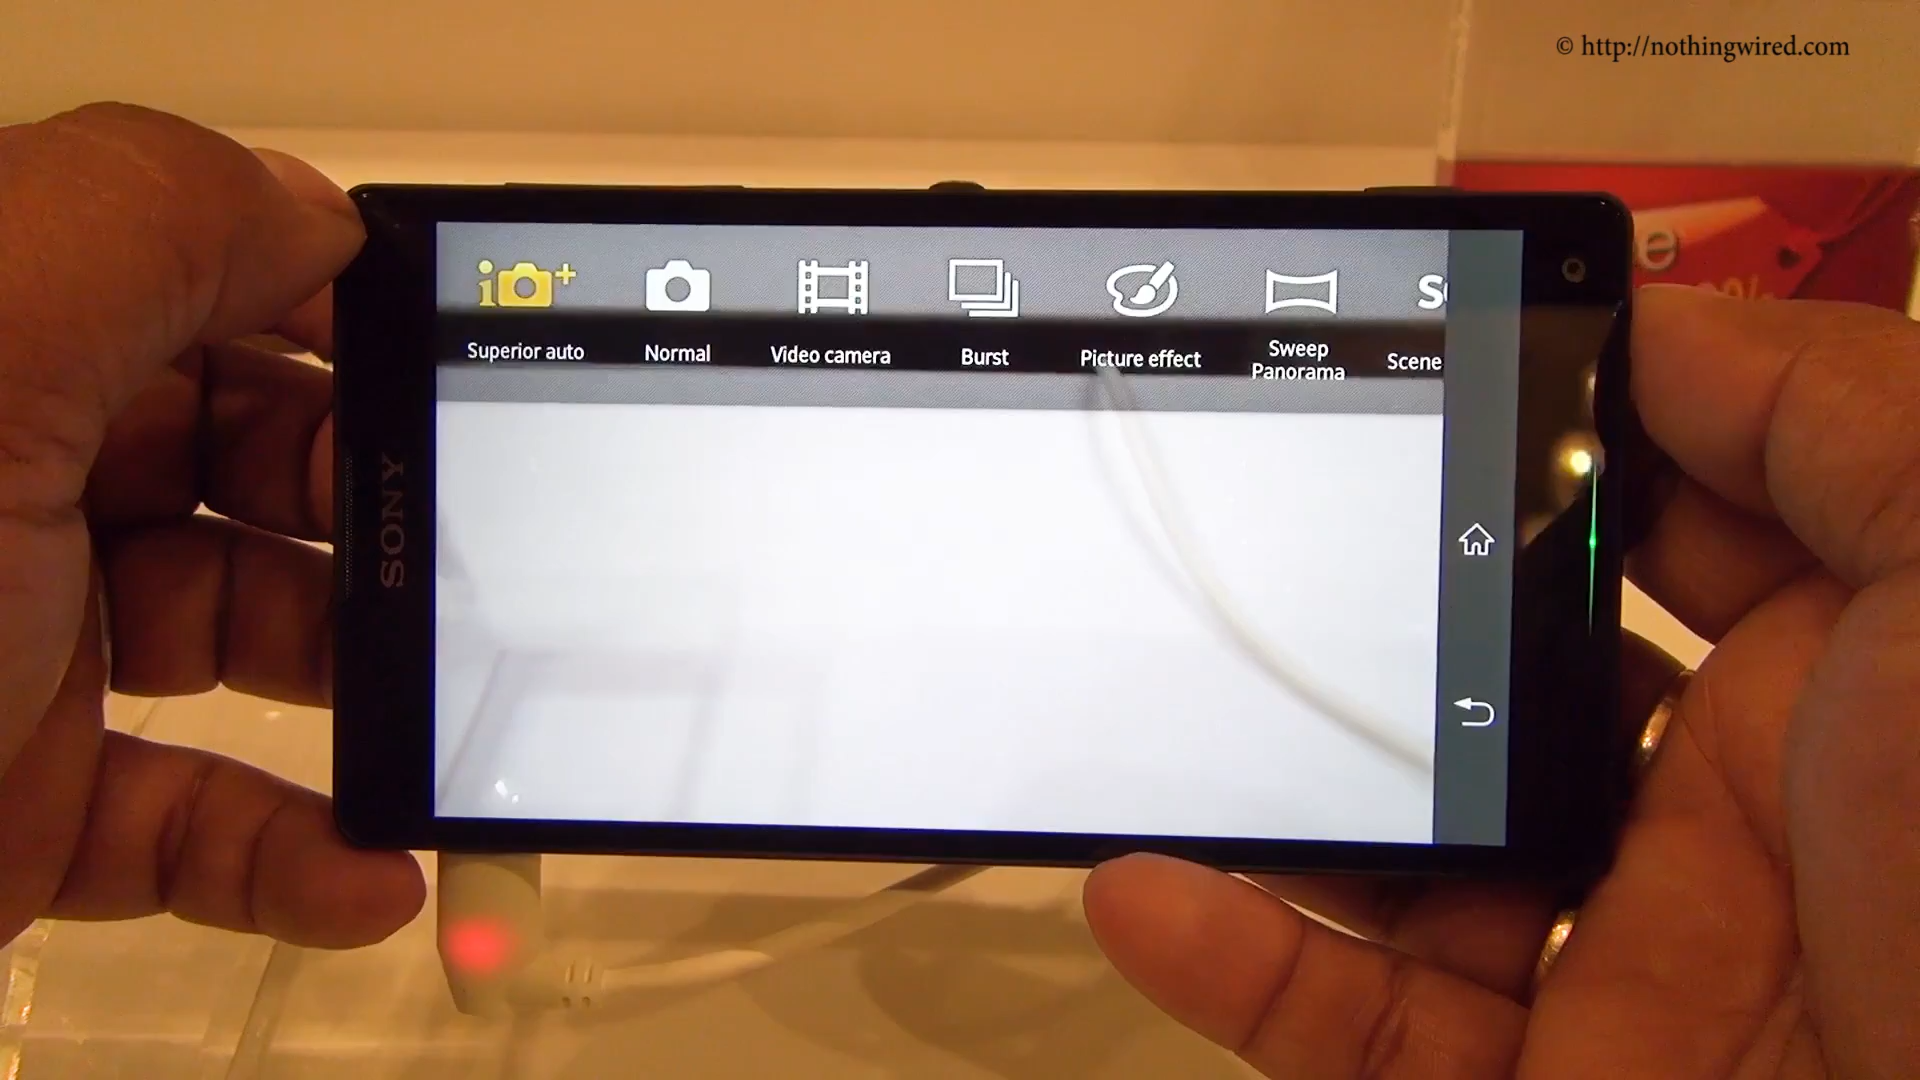 © http://nothingwired.com
Superior auto
Normal
Video camera
Burst
Picture effect
Sweep
Panorama
Scene
SONY